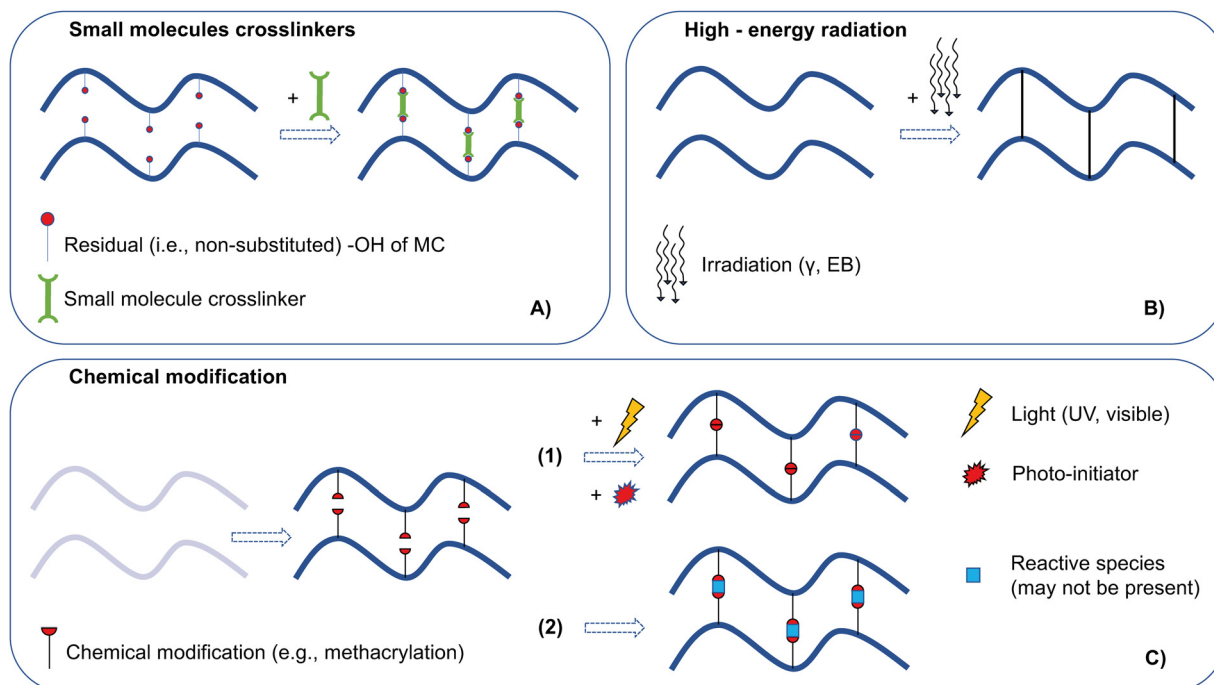 Small molecules crosslinkers
+
Residual (i.e., non-substituted) -OH of MC
Small molecule crosslinker
A)
High - energy radiation
+
Irradiation (γ, EB)
B)
Chemical modification
Chemical modification (e.g., methacrylation)
(1)
+
+
(2)
Light (UV, visible)
Photo-initiator
Reactive species
(may not be present)
C)